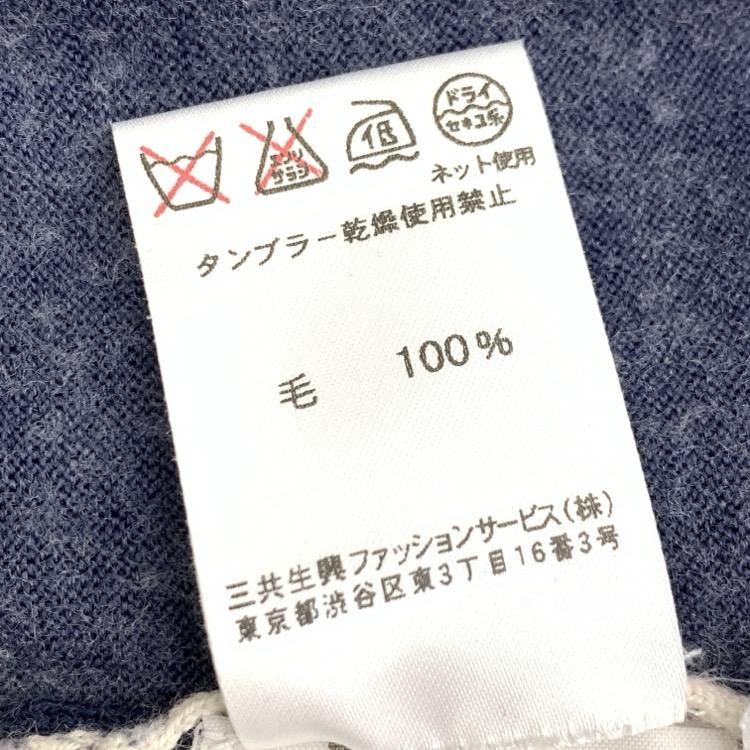 エンソ
サラシ
低
ドライ
セキユ系
ネット使用
タンブラー乾燥使用禁止
毛 100%
三共生興ファッションサービス(株)
東京都渋谷区東3丁目16番3号